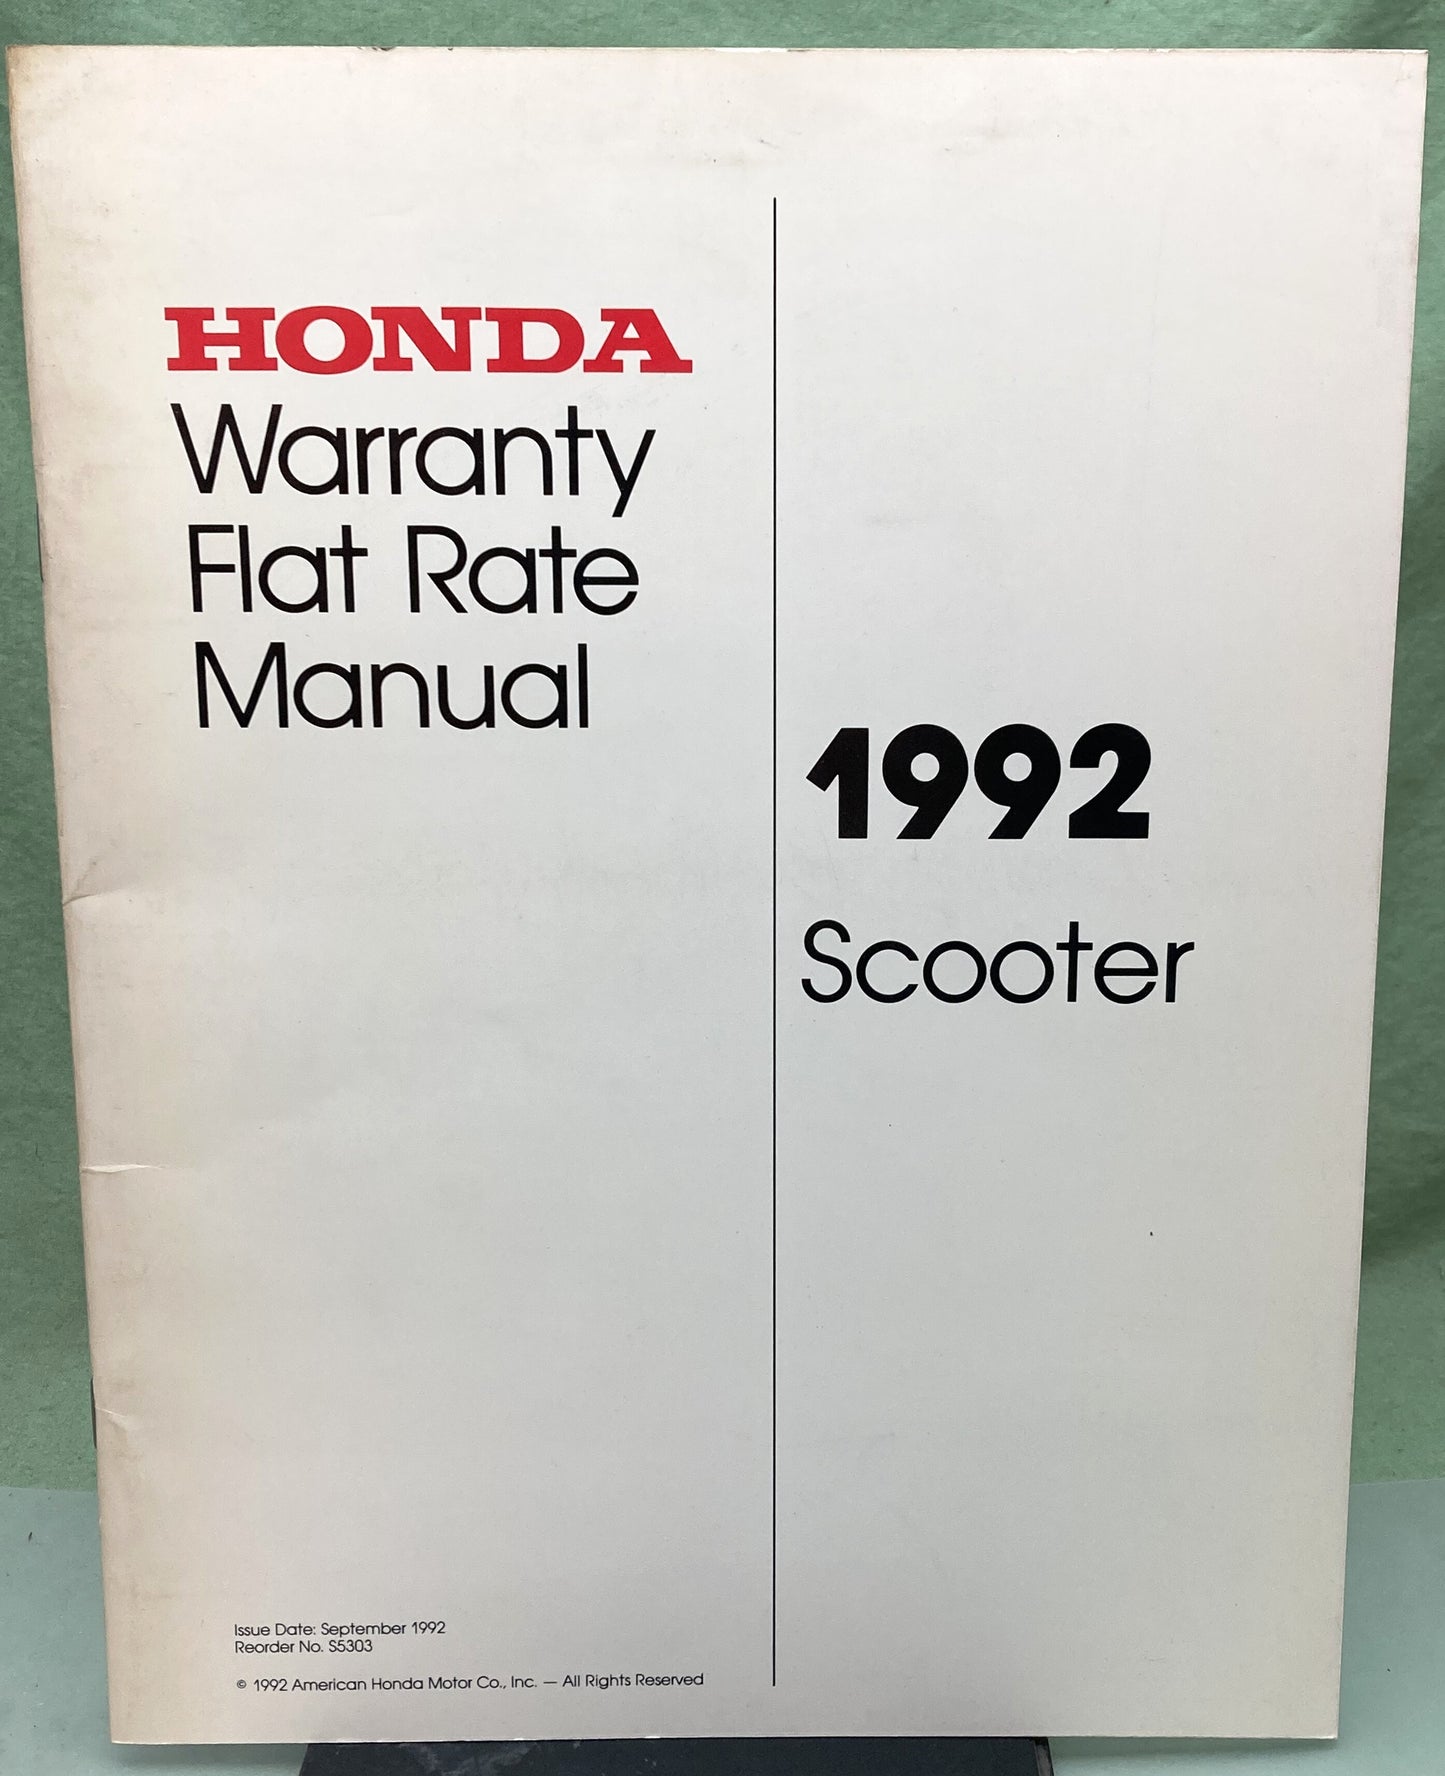 HONDA
Warranty
Flat Rate
Manual
1992
Scooter
Issue Date: September 1992
Reorder No. S5303
© 1992 American Honda Motor Co., Inc. — All Rights Reserved